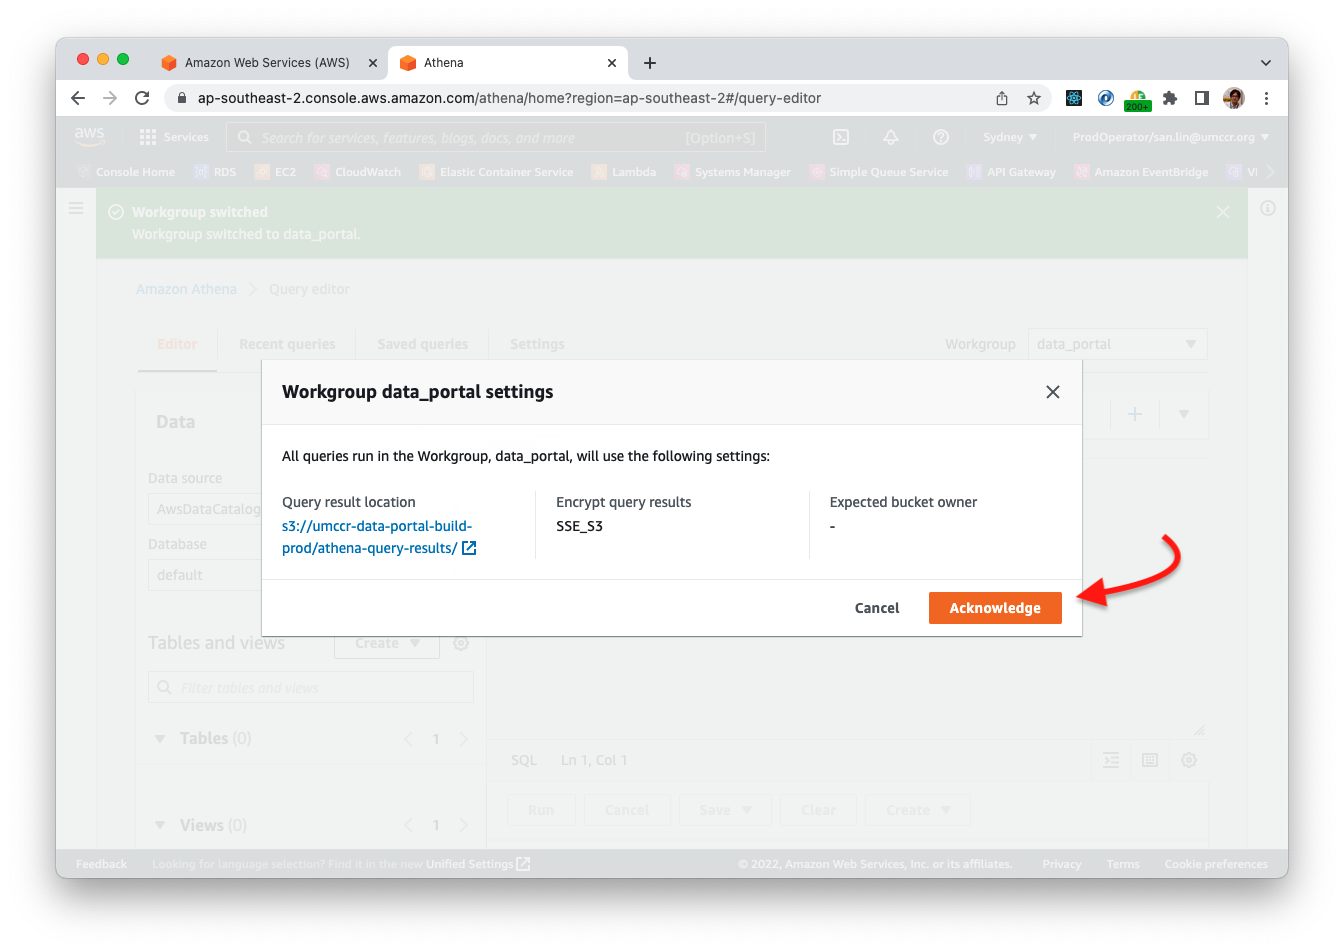 Amazon Web Services (AWS)
Athena
ap-southeast-2.console.aws.amazon.com/athena/home?region=ap-southeast-2#/query-editor
200+
aws
Services
Search for services, features, blogs, docs, and more
[Option+S]
Sydney
ProdOperator/san.lin@umccr.org
Console Home
RDS
EC2
CloudWatch
Elastic Container Service
Lambda
Systems Manager
Simple Queue Service
API Gateway
Amazon EventBridge
Workgroup switched
Workgroup switched to data_portal.
Amazon Athena
Query editor
Editor
Recent queries
Saved queries
Settings
Workgroup
data_portal
Workgroup data_portal settings
Data
All queries run in the Workgroup, data_portal, will use the following settings:
Data source
AwsDataCatalog
Database
default
Query result location
s3://umccr-data-portal-build-
prod/athena-query-results/
Encrypt query results
SSE_S3
Expected bucket owner
-
Cancel
Acknowledge
Tables and views
Create
Filter tables and views
Tables (0)
1
Views (0)
1
SQL
Ln 1, Col 1
Run
Cancel
Save
Clear
Create
Feedback
Looking for language selection? Find it in the new Unified Settings
© 2022, Amazon Web Services, Inc. or its affiliates.
Privacy
Terms
Cookie preferences